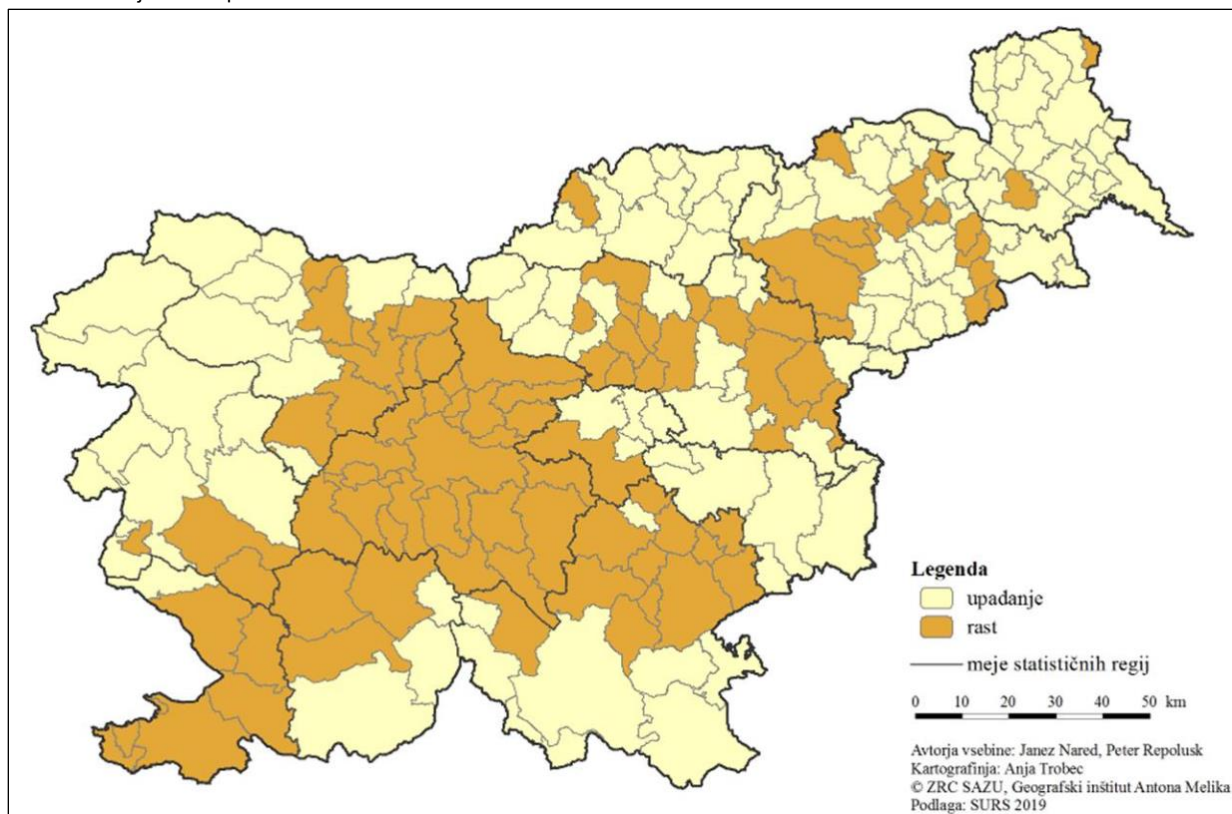 Legenda
upadanje
rast
meje statističnih regij
0 10 20 30 40 50 km
Avtorja vsebine: Janez Nared, Peter Repolusk
Kartografinja: Anja Trobec
© ZRC SAZU, Geografski inštitut Antona Melika
Podlaga: SURS 2019